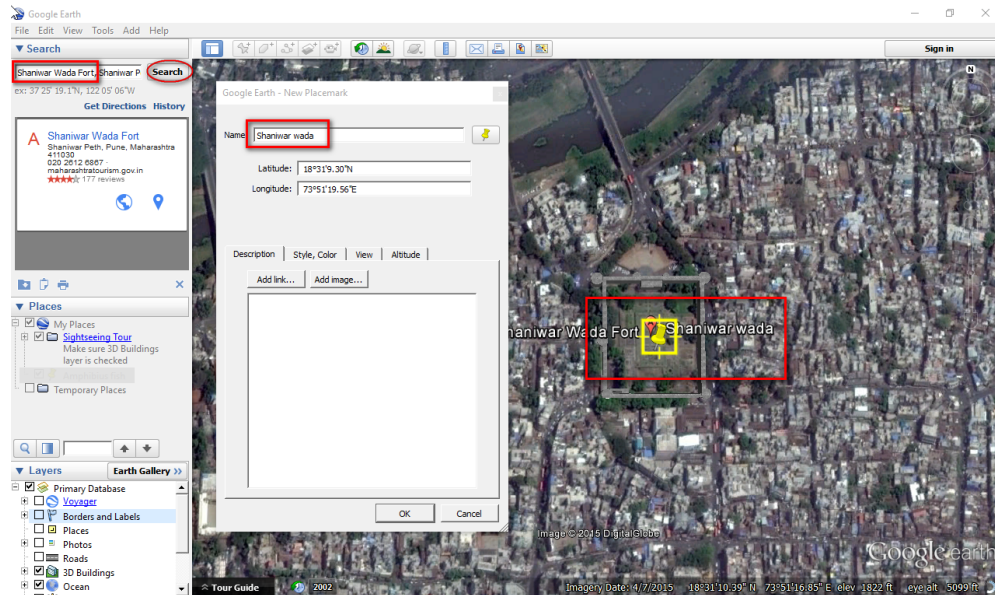 Google Earth
File Edit View Tools Add Help
▼ Search
Shaniwar Wada Fort, Shaniwar P
Search
ex: 37 25' 19.1"N, 122 05' 06"W
Get Directions History
A Shaniwar Wada Fort
Shaniwar Peth, Pune, Maharashtra
411030
020 2612 6867 ·
maharashtratourism.gov.in
177 reviews
▼ Places
My Places
Sightseeing Tour
Make sure 3D Buildings
layer is checked
Temporary Places
▼ Layers
Earth Gallery >>
Primary Database
Voyager
Borders and Labels
Places
Photos
Roads
3D Buildings
Ocean
Sign in
N
Google Earth - New Placemark
Name
Shaniwar wada
Latitude: 18°31'9.30"N
Longitude: 73°51'19.56"E
Description Style, Color View Altitude
Add link... Add image...
OK Cancel
haniwar Wada Fort
Shaniwar wada
Image © 2015 DigitalGlobe
Google earth
Tour Guide
2002
Imagery Date: 4/7/2015 18°31'10.39" N 73°51'16.85" E elev 1822 ft eye alt 5099 ft